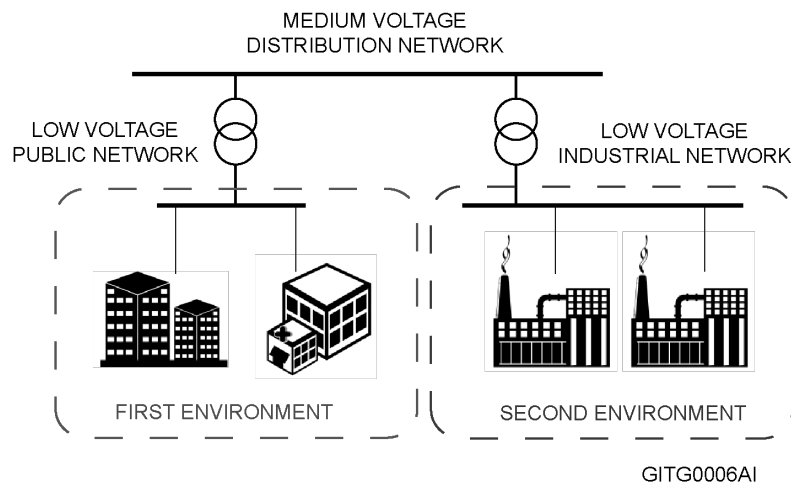 MEDIUM VOLTAGE
DISTRIBUTION NETWORK
LOW VOLTAGE
PUBLIC NETWORK
LOW VOLTAGE
INDUSTRIAL NETWORK
FIRST ENVIRONMENT
SECOND ENVIRONMENT
GITG0006AI